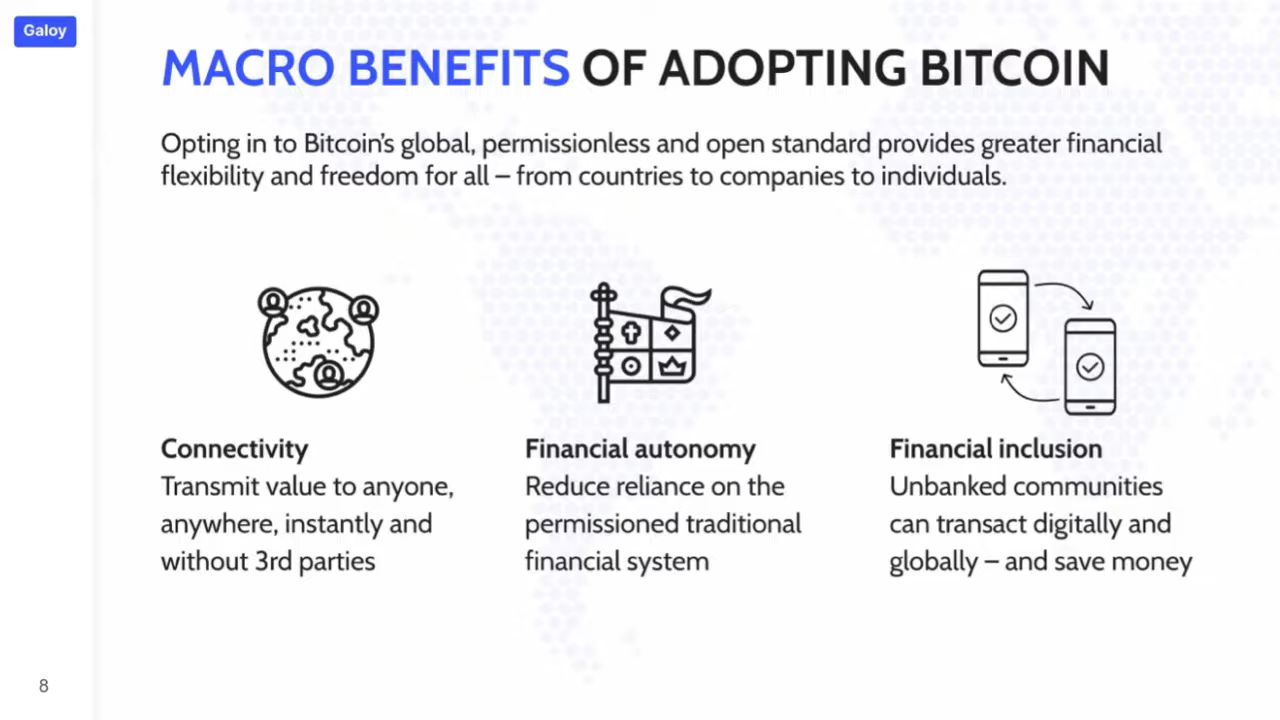 Galoy
MACRO BENEFITS OF ADOPTING BITCOIN
Opting in to Bitcoin’s global, permissionless and open standard provides greater financial
flexibility and freedom for all – from countries to companies to individuals.
Connectivity
Transmit value to anyone,
anywhere, instantly and
without 3rd parties
Financial autonomy
Reduce reliance on the
permissioned traditional
financial system
Financial inclusion
Unbanked communities
can transact digitally and
globally – and save money
8